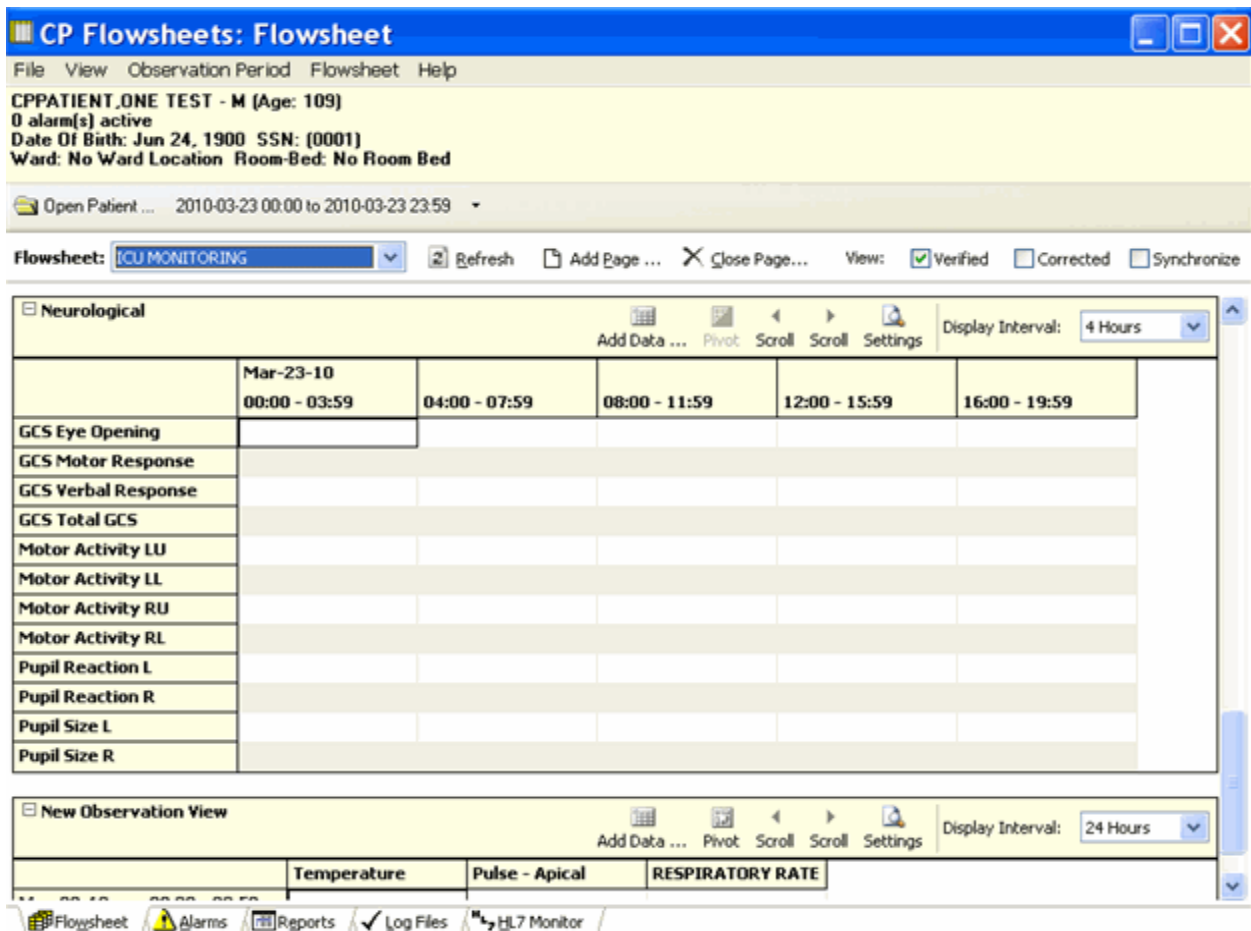 CP Flowsheets: Flowsheet
File View Observation Period Flowsheet Help
CPPATIENT,ONE TEST - M (Age: 109)
0 alarm(s) active
Date Of Birth: Jun 24, 1900 SSN: (0001)
Ward: No Ward Location Room-Bed: No Room Bed
Open Patient ... 2010-03-23 00:00 to 2010-03-23 23:59
Flowsheet: ICU MONITORING Refresh Add Page ... Close Page... View: Verified Corrected Synchronize
Neurological
Add Data ... Pivot Scroll Scroll Settings Display Interval: 4 Hours
Mar-23-10
00:00 - 03:59 04:00 - 07:59 08:00 - 11:59 12:00 - 15:59 16:00 - 19:59
GCS Eye Opening
GCS Motor Response
GCS Verbal Response
GCS Total GCS
Motor Activity LU
Motor Activity LL
Motor Activity RU
Motor Activity RL
Pupil Reaction L
Pupil Reaction R
Pupil Size L
Pupil Size R
New Observation View
Add Data ... Pivot Scroll Scroll Settings Display Interval: 24 Hours
Temperature Pulse - Apical RESPIRATORY RATE
Flowsheet Alarms Reports Log Files HL7 Monitor